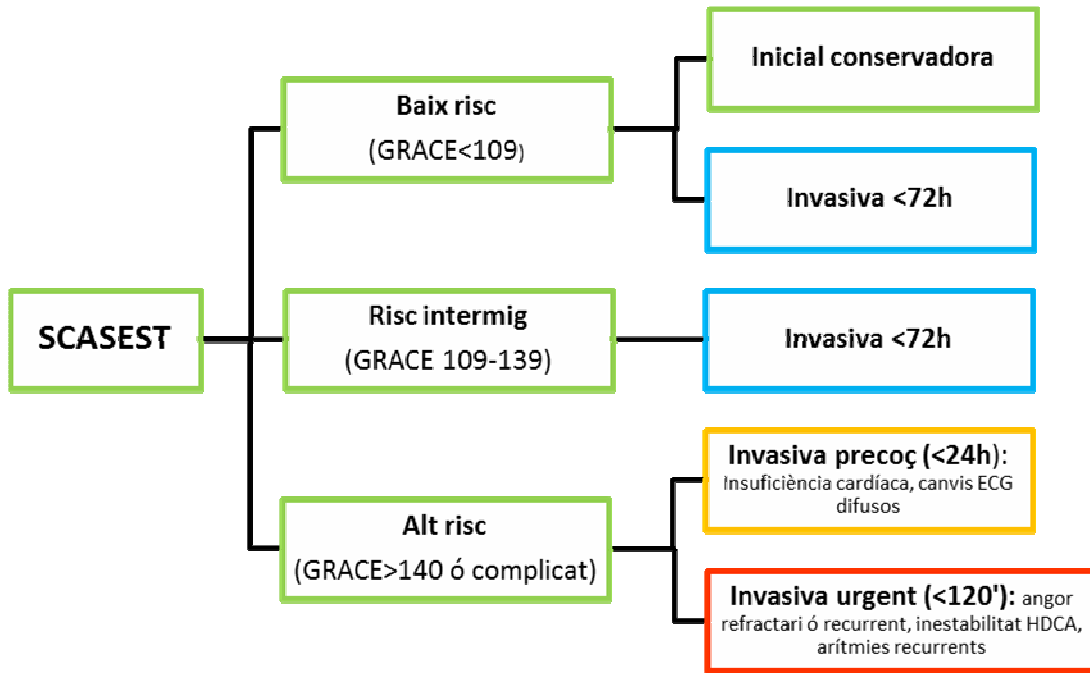 SCASEST
Baix risc
(GRACE<109)
Inicial conservadora
Invasiva <72h
Risc intermig
(GRACE 109-139)
Invasiva <72h
Alt risc
(GRACE>140 ó complicat)
Invasiva precoç (<24h):
Insuficiència cardíaca, canvis ECG
difusos
Invasiva urgent (<120'): angor
refractari ó recurrent, inestabilitat HDCA,
arítmies recurrents